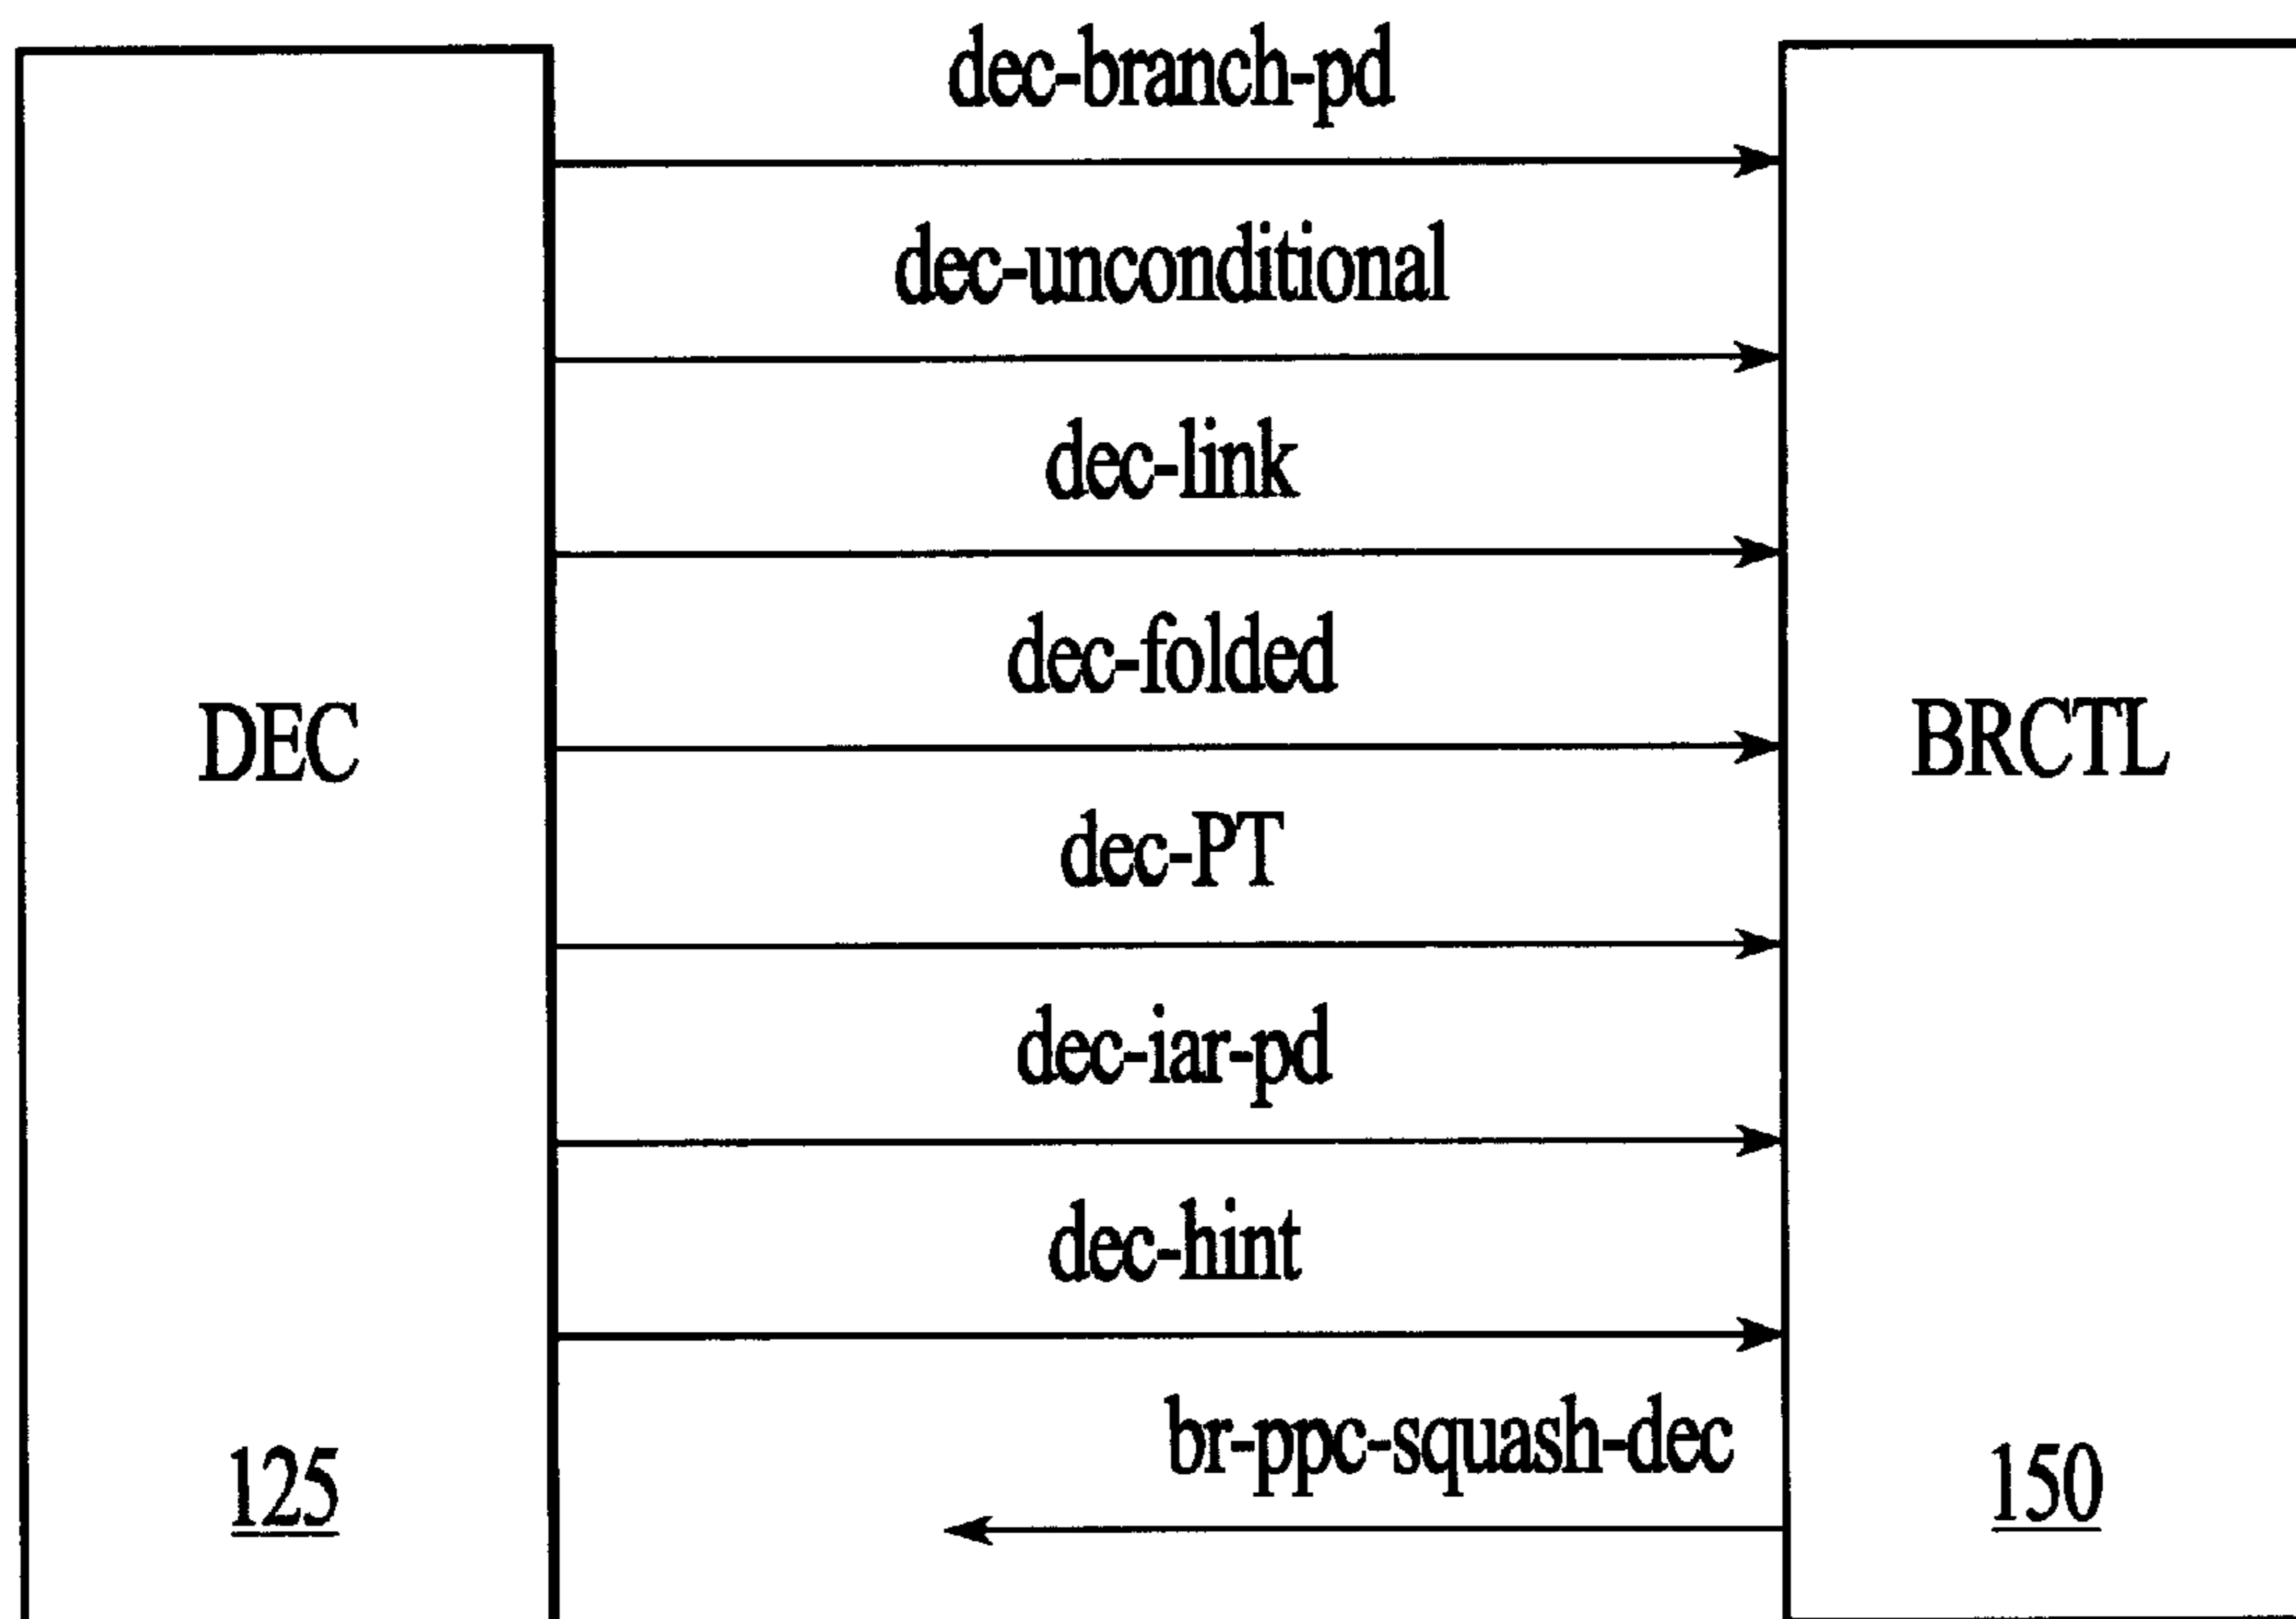 dec-branch-pd
dec-unconditional
dec-link
dec-folded
DEC
BRCTL
dec-PT
dec-iar-pd
dec-hint
br-ppc-squash-dec
125
150